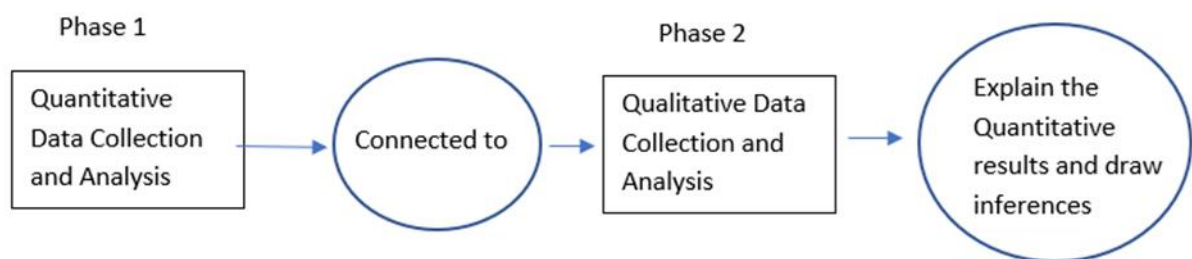 Phase 1
Quantitative
Data Collection
and Analysis
Connected to
Phase 2
Qualitative Data
Collection and
Analysis
Explain the
Quantitative
results and draw
inferences